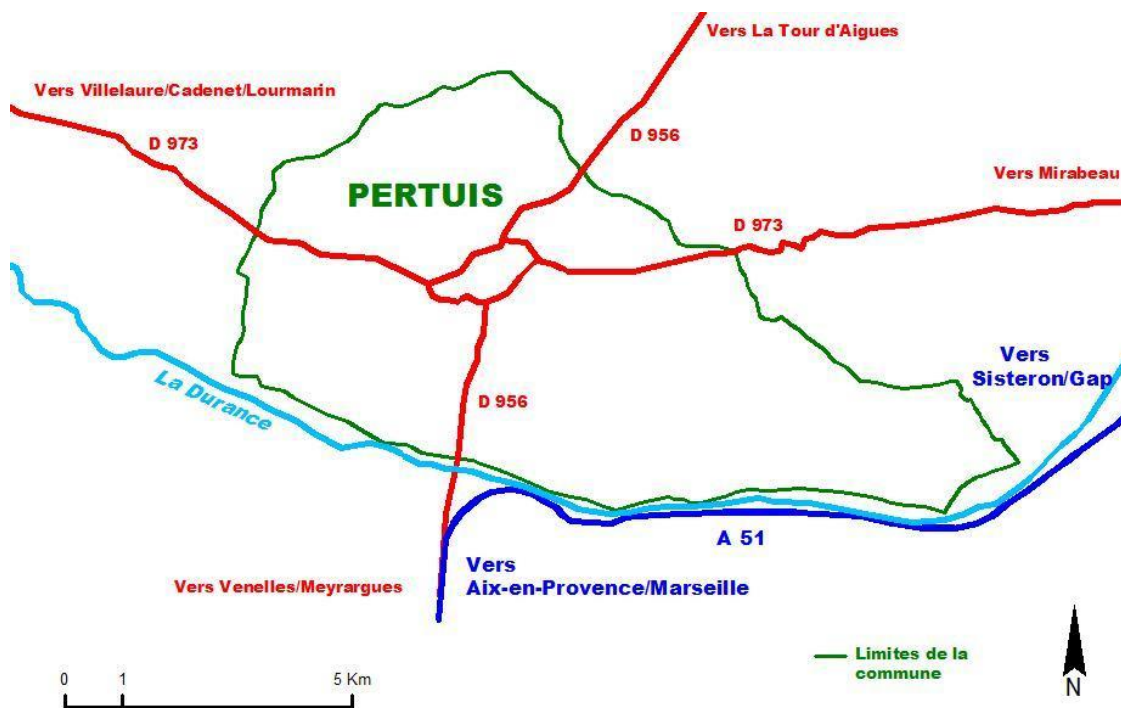 Vers La Tour d'Aigues
Vers Villelaure/Cadenet/Lourmarin
D 973
D 956
Vers Mirabeau
PERTUIS
D 973
Vers
Sisteron/Gap
La Durance
D 956
A 51
Vers
Aix-en-Provence/Marseille
Vers Venelles/Meyrargues
Limites de la
commune
0 1 5 Km
N